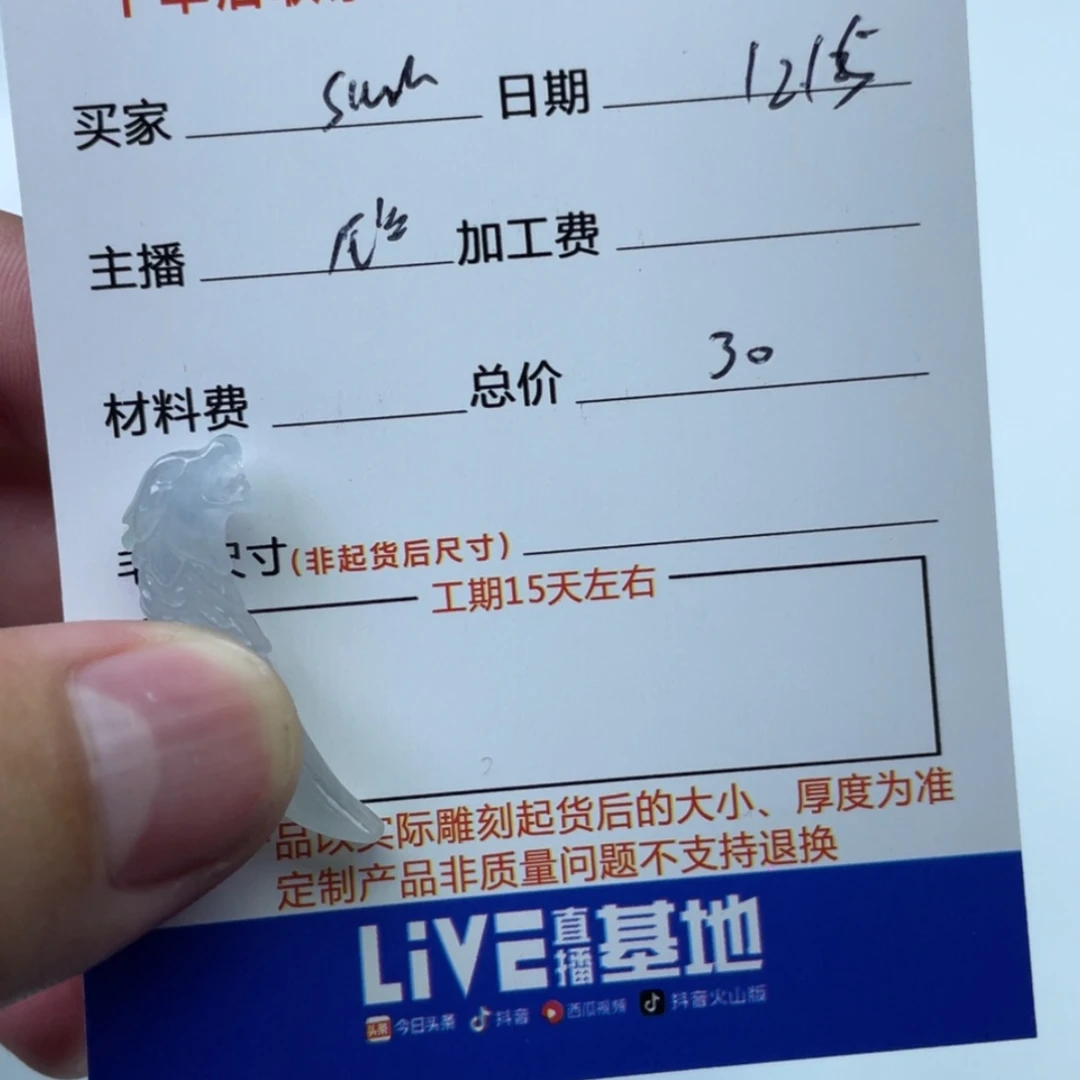 买家 日期
主播 加工费
材料费 总价 30
尺寸(非起货后尺寸)
工期15天左右
品以实际雕刻起货后的大小、厚度为准
定制产品非质量问题不支持退换
LiVE直播基地
头条 今日头条 抖音 西瓜视频 抖音火山版